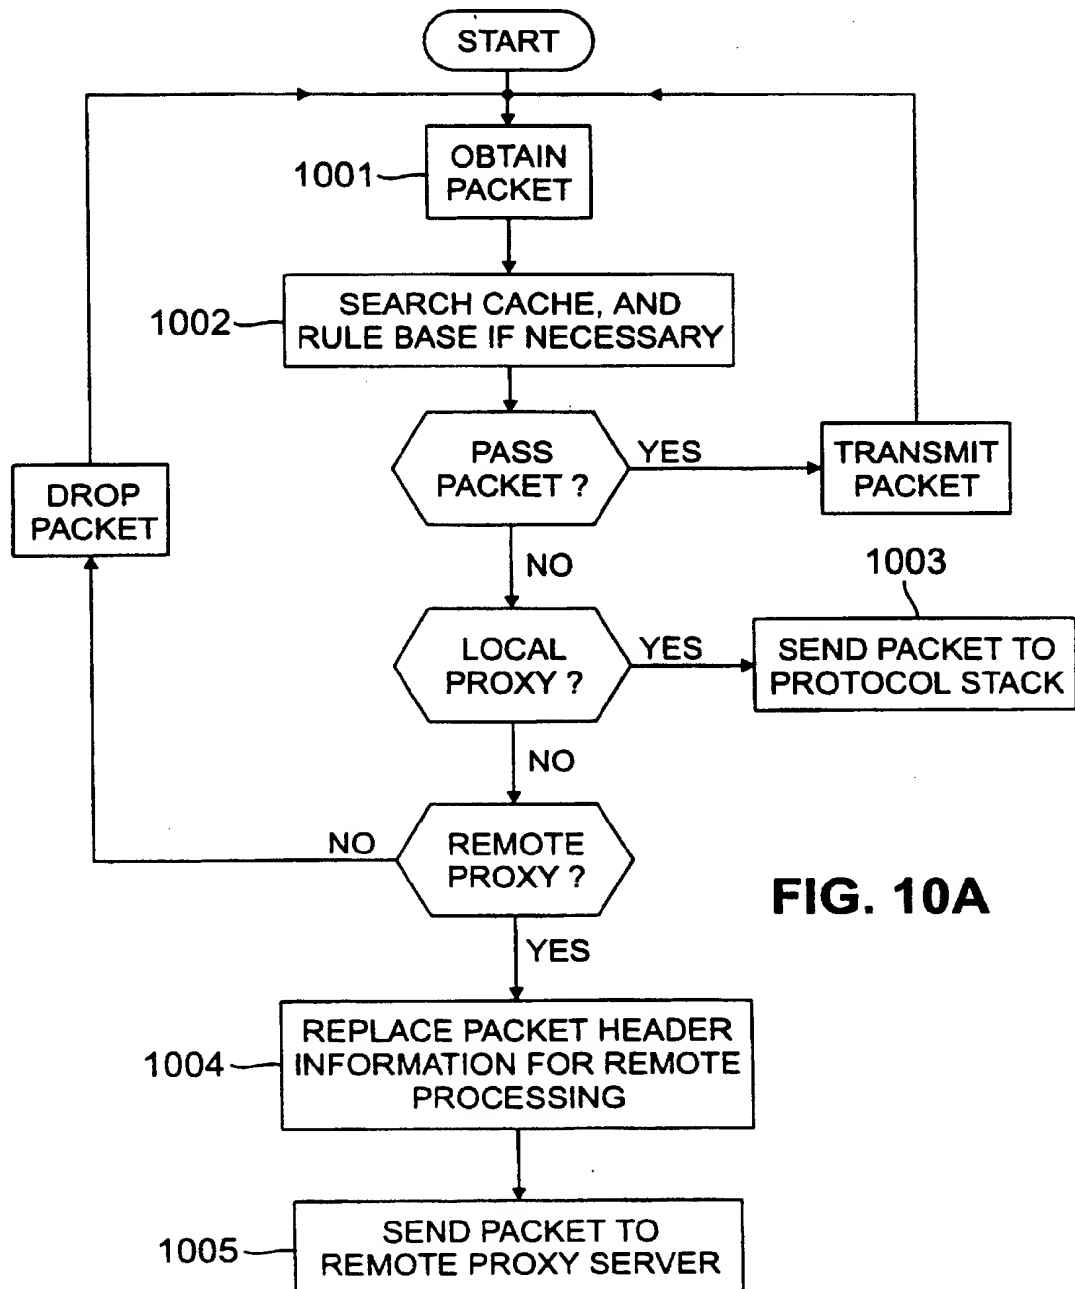 START
1001
OBTAIN
PACKET
1002
SEARCH CACHE, AND
RULE BASE IF NECESSARY
PASS
PACKET ?
YES
TRANSMIT
PACKET
DROP
PACKET
NO
1003
LOCAL
PROXY ?
YES
SEND PACKET TO
PROTOCOL STACK
NO
NO
REMOTE
PROXY ?
FIG. 10A
YES
1004
REPLACE PACKET HEADER
INFORMATION FOR REMOTE
PROCESSING
1005
SEND PACKET TO
REMOTE PROXY SERVER